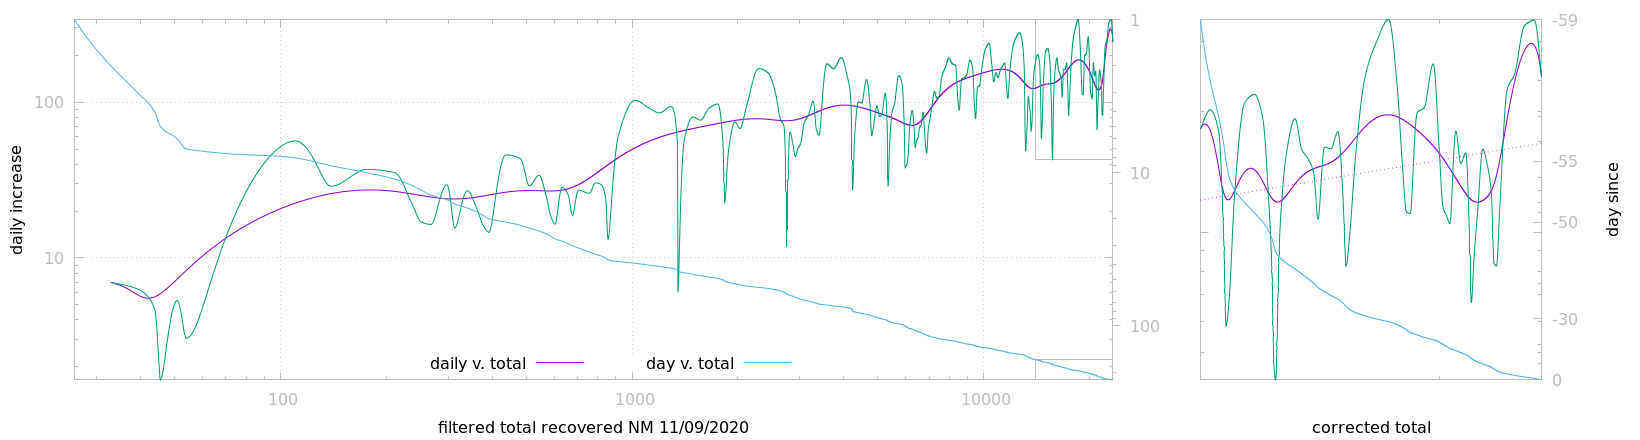 daily increase
100
10
100
1000
10000
1
10
100
daily v. total
day v. total
filtered total recovered NM 11/09/2020
-59
-55
-50
-30
0
day since
corrected total